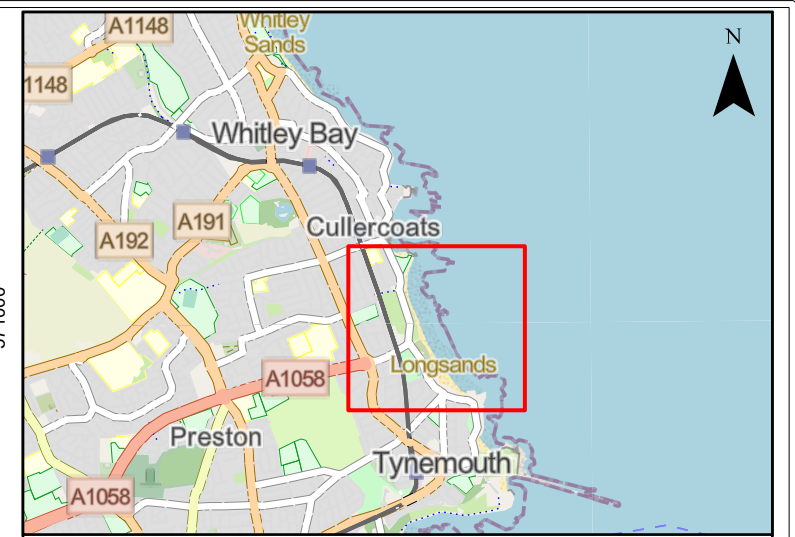 A1148
Whitley
Sands
N
1148
Whitley Bay
A191
Cullercoats
A192
Longsands
A1058
Preston
Tynemouth
A1058